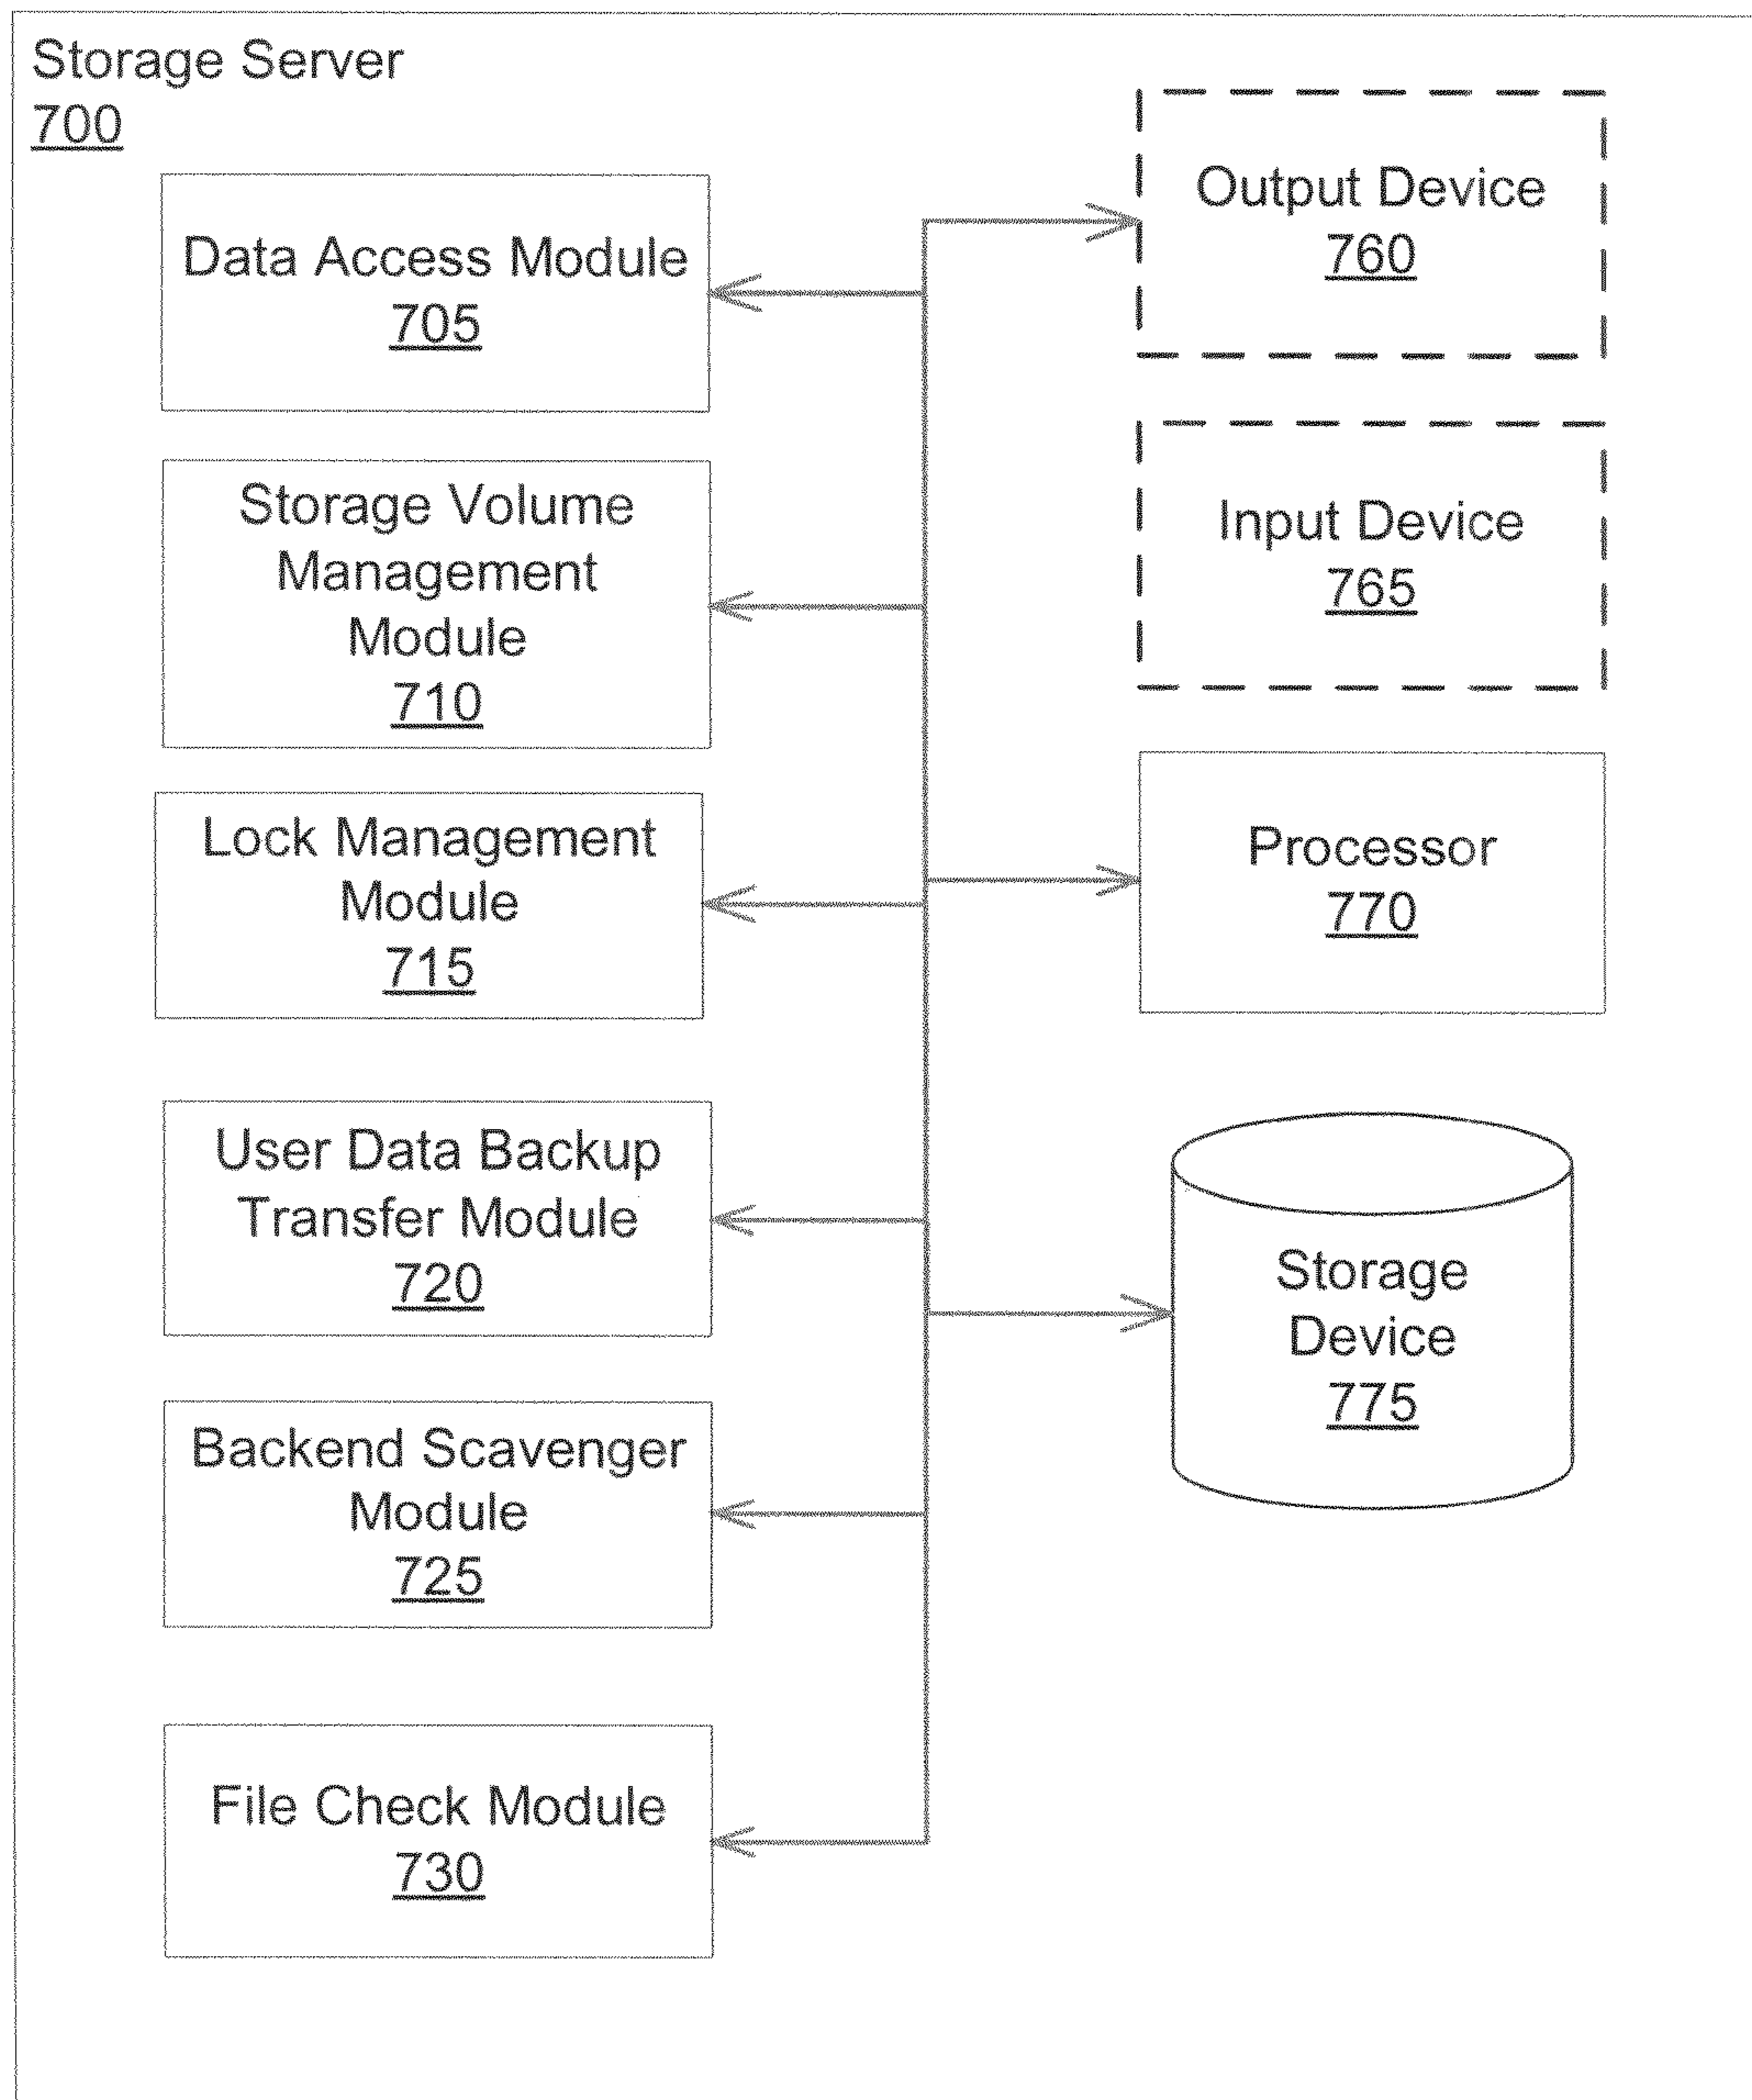 Storage Server
700
Data Access Module
705
Storage Volume
Management
Module
710
Lock Management
Module
715
User Data Backup
Transfer Module
720
Backend Scavenger
Module
725
File Check Module
730
Output Device
760
Input Device
765
Processor
770
Storage
Device
775